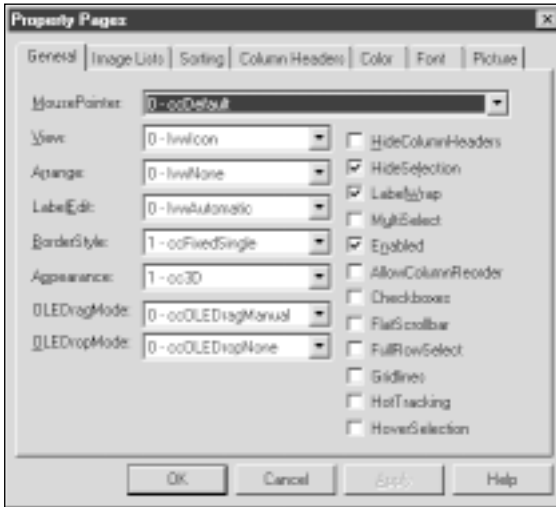 Property Pages
General Image Lists Sorting Column Headers Color Font Picture
MousePointer: 0 - ccDefault
View: 0 - lvwIcon
Arrange: 0 - lvwNone
LabelEdit: 0 - lvwAutomatic
BorderStyle: 1 - ccFixedSingle
Appearance: 1 - cc3D
OLEDragMode: 0 - ccOLEDragManual
OLEDropMode: 0 - ccOLEDropNone
HideColumnHeaders
HideSelection
LabelWrap
MultiSelect
Enabled
AllowColumnReorder
Checkboxes
FlatScrollbar
FullRowSelect
Gridlines
HotTracking
HoverSelection
OK Cancel Apply Help